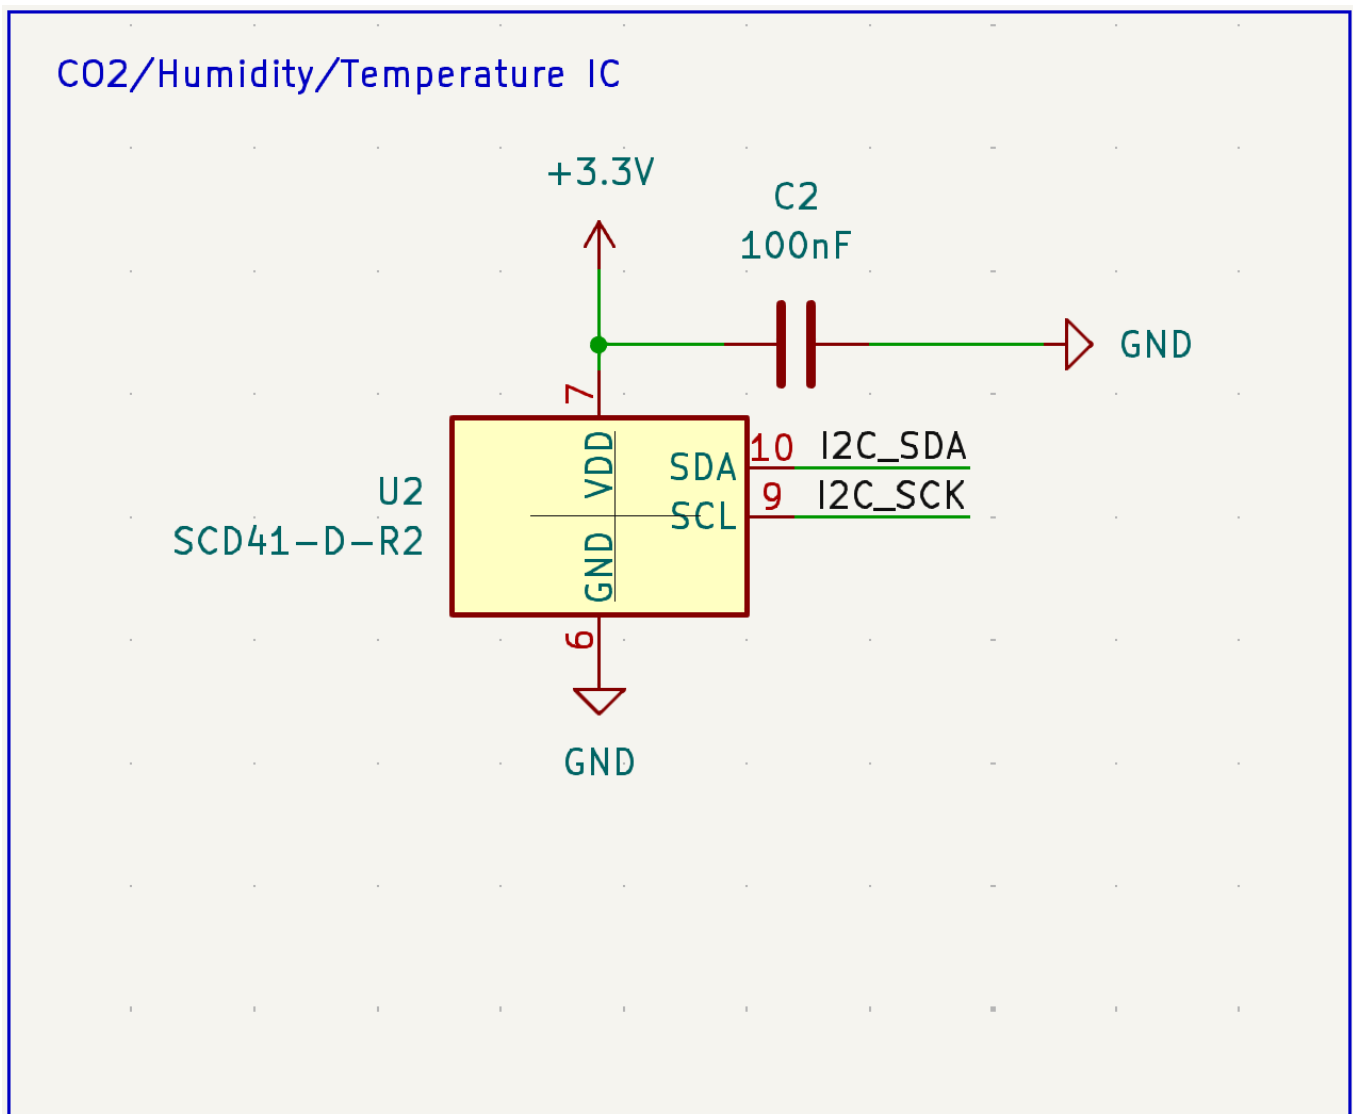 CO2/Humidity/Temperature IC
+3.3V
C2
100nF
GND
7
VDD
10
I2C_SDA
SDA
9
I2C_SCK
SCL
U2
SCD41-D-R2
GND
6
GND